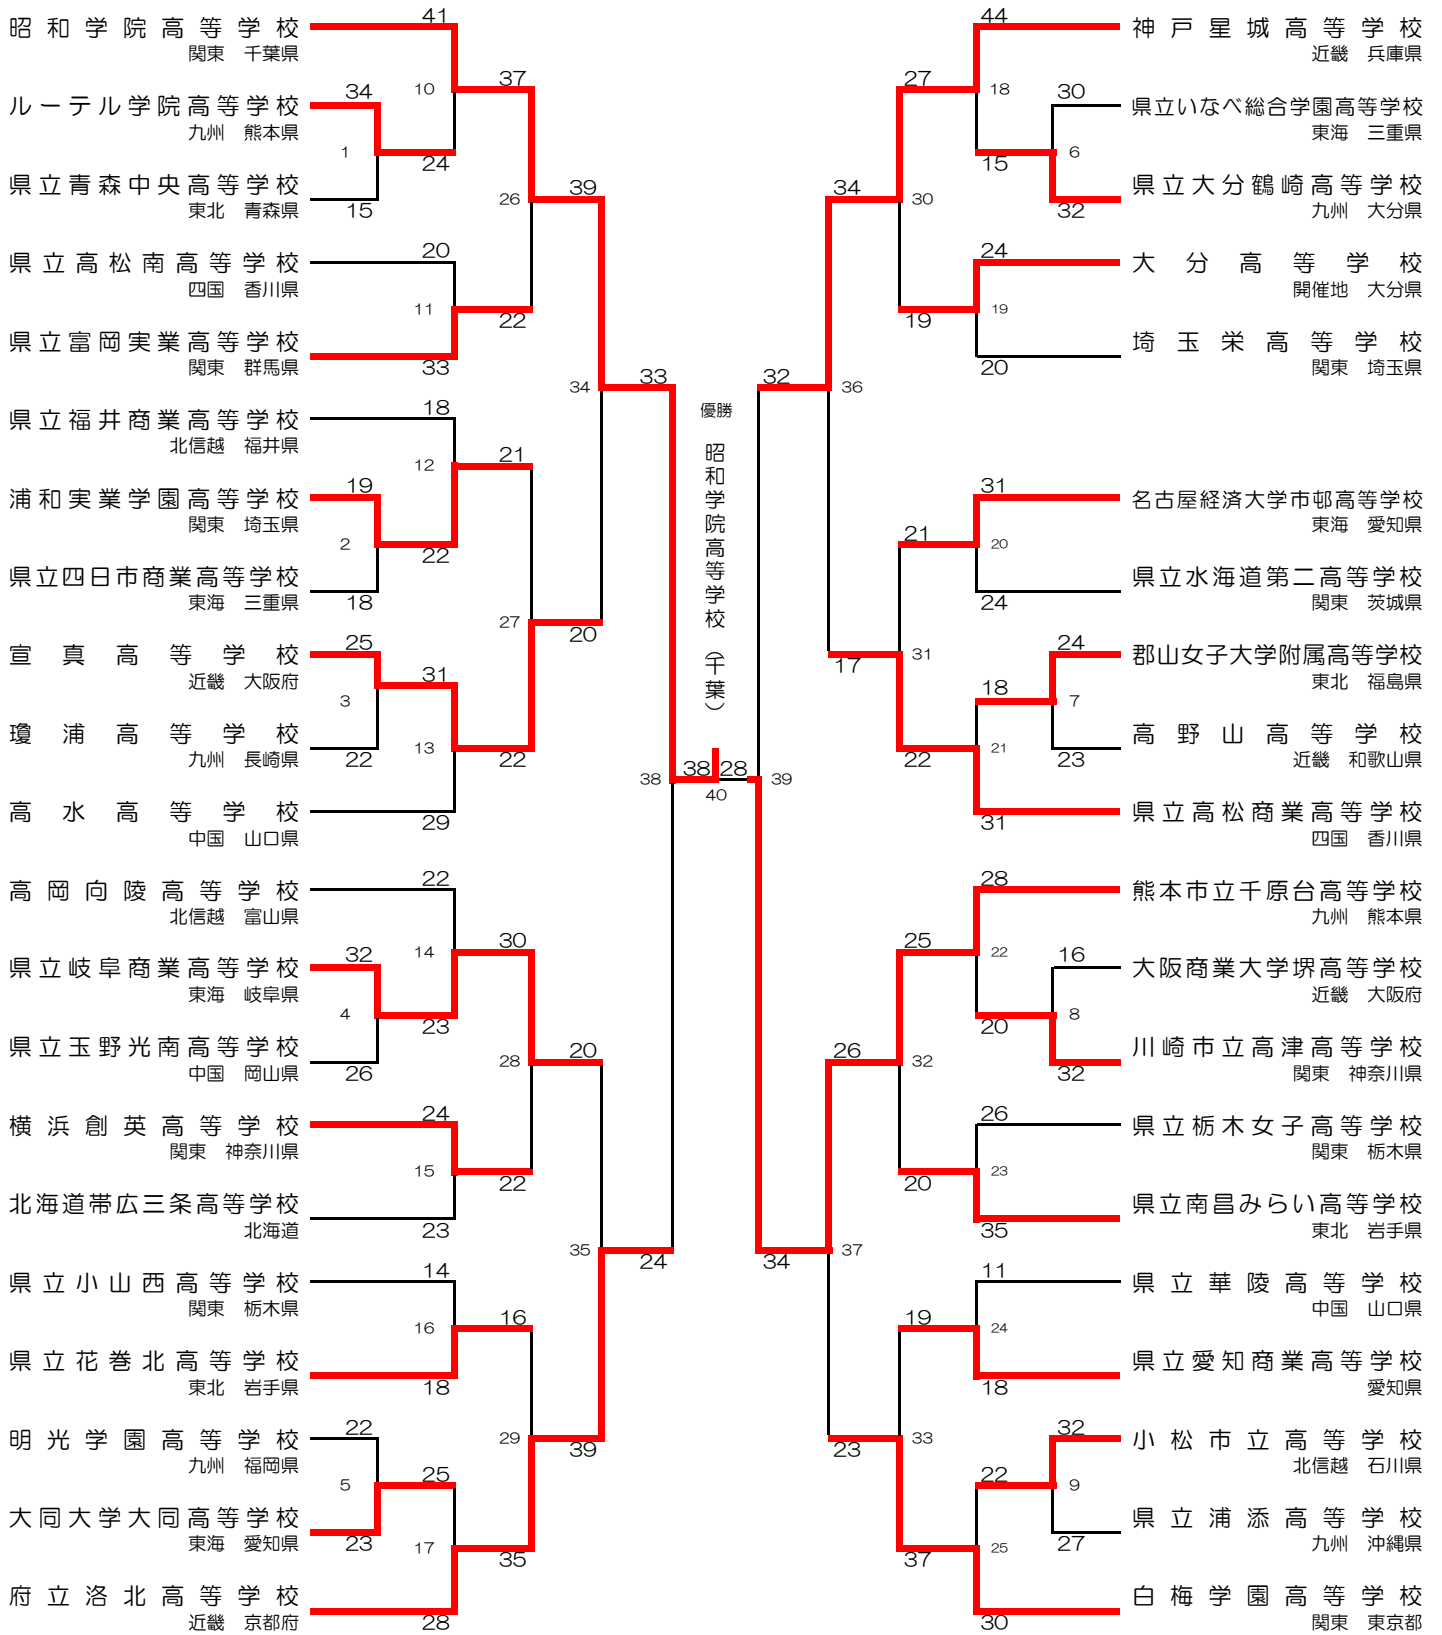 昭和学院高等学校
関東　千葉県
ルーテル学院高等学校
九州　熊本県
県立青森中央高等学校
東北　青森県
県立高松南高等学校
四国　香川県
県立富岡実業高等学校
関東　群馬県
県立福井商業高等学校
北信越　福井県
浦和実業学園高等学校
関東　埼玉県
県立四日市商業高等学校
東海　三重県
宣真高等学校
近畿　大阪府
瓊浦高等学校
九州　長崎県
高水高等学校
中国　山口県
高岡向陵高等学校
北信越　富山県
県立岐阜商業高等学校
東海　岐阜県
県立玉野光南高等学校
中国　岡山県
横浜創英高等学校
関東　神奈川県
北海道帯広三条高等学校
北海道
県立小山西高等学校
関東　栃木県
県立花巻北高等学校
東北　岩手県
明光学園高等学校
九州　福岡県
大同大学大同高等学校
東海　愛知県
府立洛北高等学校
近畿　京都府
34
1
15
19
2
18
25
3
22
32
4
26
22
5
23
41
10
24
20
11
33
18
12
22
31
13
29
22
14
23
24
15
23
14
16
18
25
17
28
37
26
22
21
27
22
30
28
22
16
29
35
39
34
20
20
35
39
33
38
24
優勝
昭和学院高等学校（千葉）
38
28
40
32
39
34
34
36
17
26
37
23
27
30
19
21
31
22
25
32
20
19
33
37
44
18
15
24
19
20
31
20
24
18
21
31
28
22
20
26
23
35
11
24
18
22
25
30
30
6
32
24
7
23
16
8
32
32
9
27
神戸星城高等学校
近畿　兵庫県
県立いなべ総合学園高等学校
東海　三重県
県立大分鶴崎高等学校
九州　大分県
大分高等学校
開催地　大分県
埼玉栄高等学校
関東　埼玉県
名古屋経済大学市邨高等学校
東海　愛知県
県立水海道第二高等学校
関東　茨城県
郡山女子大学附属高等学校
東北　福島県
高野山高等学校
近畿　和歌山県
県立高松商業高等学校
四国　香川県
熊本市立千原台高等学校
九州　熊本県
大阪商業大学堺高等学校
近畿　大阪府
川崎市立高津高等学校
関東　神奈川県
県立栃木女子高等学校
関東　栃木県
県立南昌みらい高等学校
東北　岩手県
県立華陵高等学校
中国　山口県
県立愛知商業高等学校
愛知県
小松市立高等学校
北信越　石川県
県立浦添高等学校
九州　沖縄県
白梅学園高等学校
関東　東京都